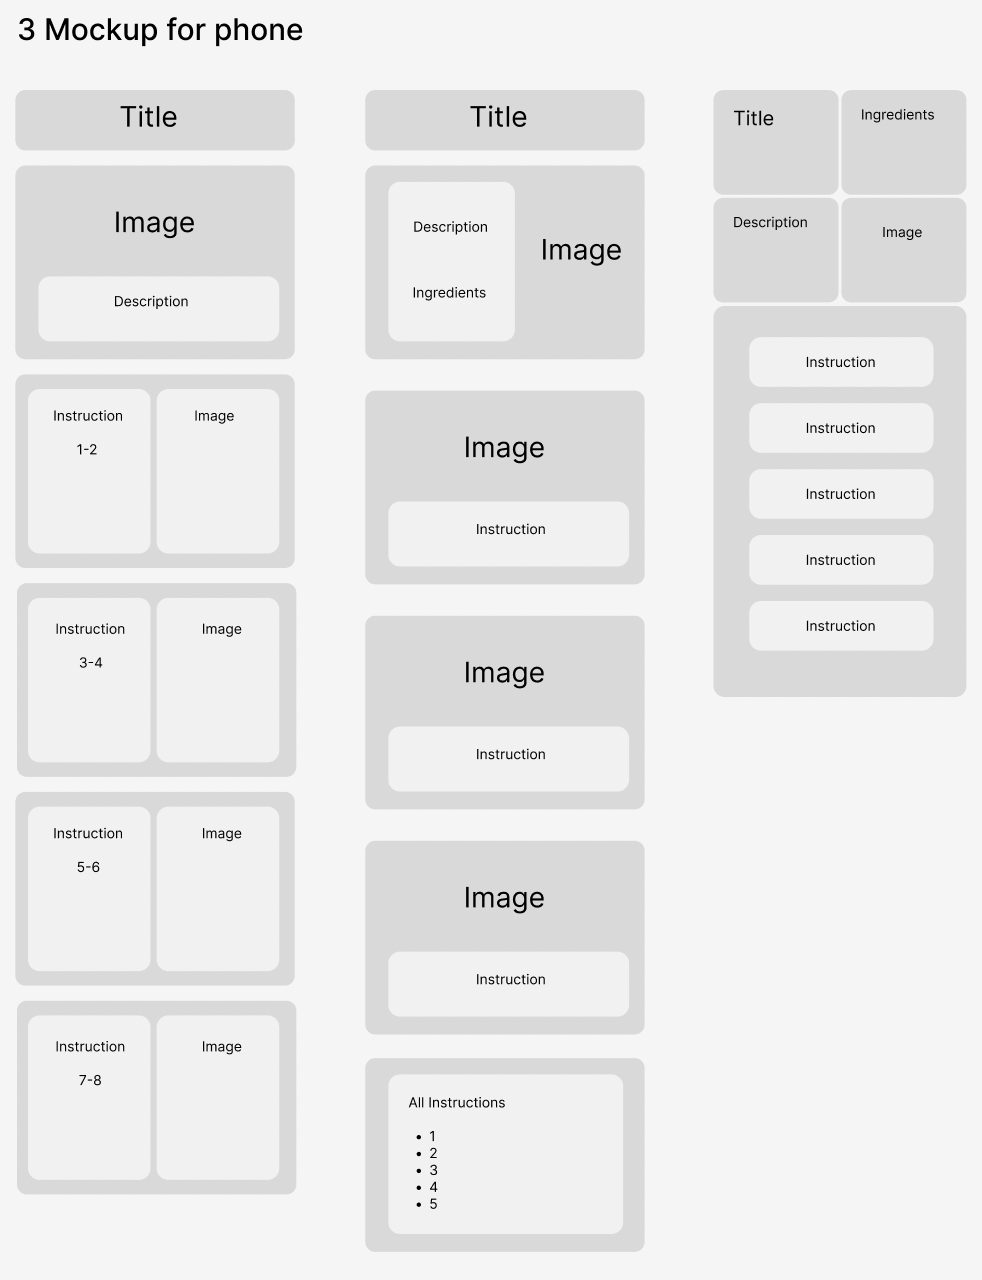 3 Mockup for phone
Title
Image
Description
Instruction
1-2
Image
Instruction
3-4
Image
Instruction
5-6
Image
Instruction
7-8
Image
Title
Description
Ingredients
Image
Image
Instruction
Image
Instruction
Image
Instruction
All Instructions
• 1
• 2
• 3
• 4
• 5
Title
Ingredients
Description
Image
Instruction
Instruction
Instruction
Instruction
Instruction